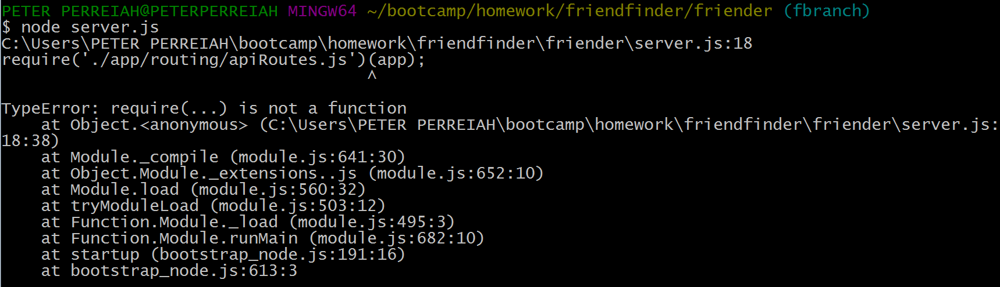 PETER PERREIAH@PETERPERREIAH MINGW64 ~/bootcamp/homework/friendfinder/friender (fbranch)
$ node server.js
C:\Users\PETER PERREIAH\bootcamp\homework\friendfinder\friender\server.js:18
require('./app/routing/apiRoutes.js')(app);
                                     ^

TypeError: require(...) is not a function
    at Object.<anonymous> (C:\Users\PETER PERREIAH\bootcamp\homework\friendfinder\friender\server.js:
18:38)
    at Module._compile (module.js:641:30)
    at Object.Module._extensions..js (module.js:652:10)
    at Module.load (module.js:560:32)
    at tryModuleLoad (module.js:503:12)
    at Function.Module._load (module.js:495:3)
    at Function.Module.runMain (module.js:682:10)
    at startup (bootstrap_node.js:191:16)
    at bootstrap_node.js:613:3